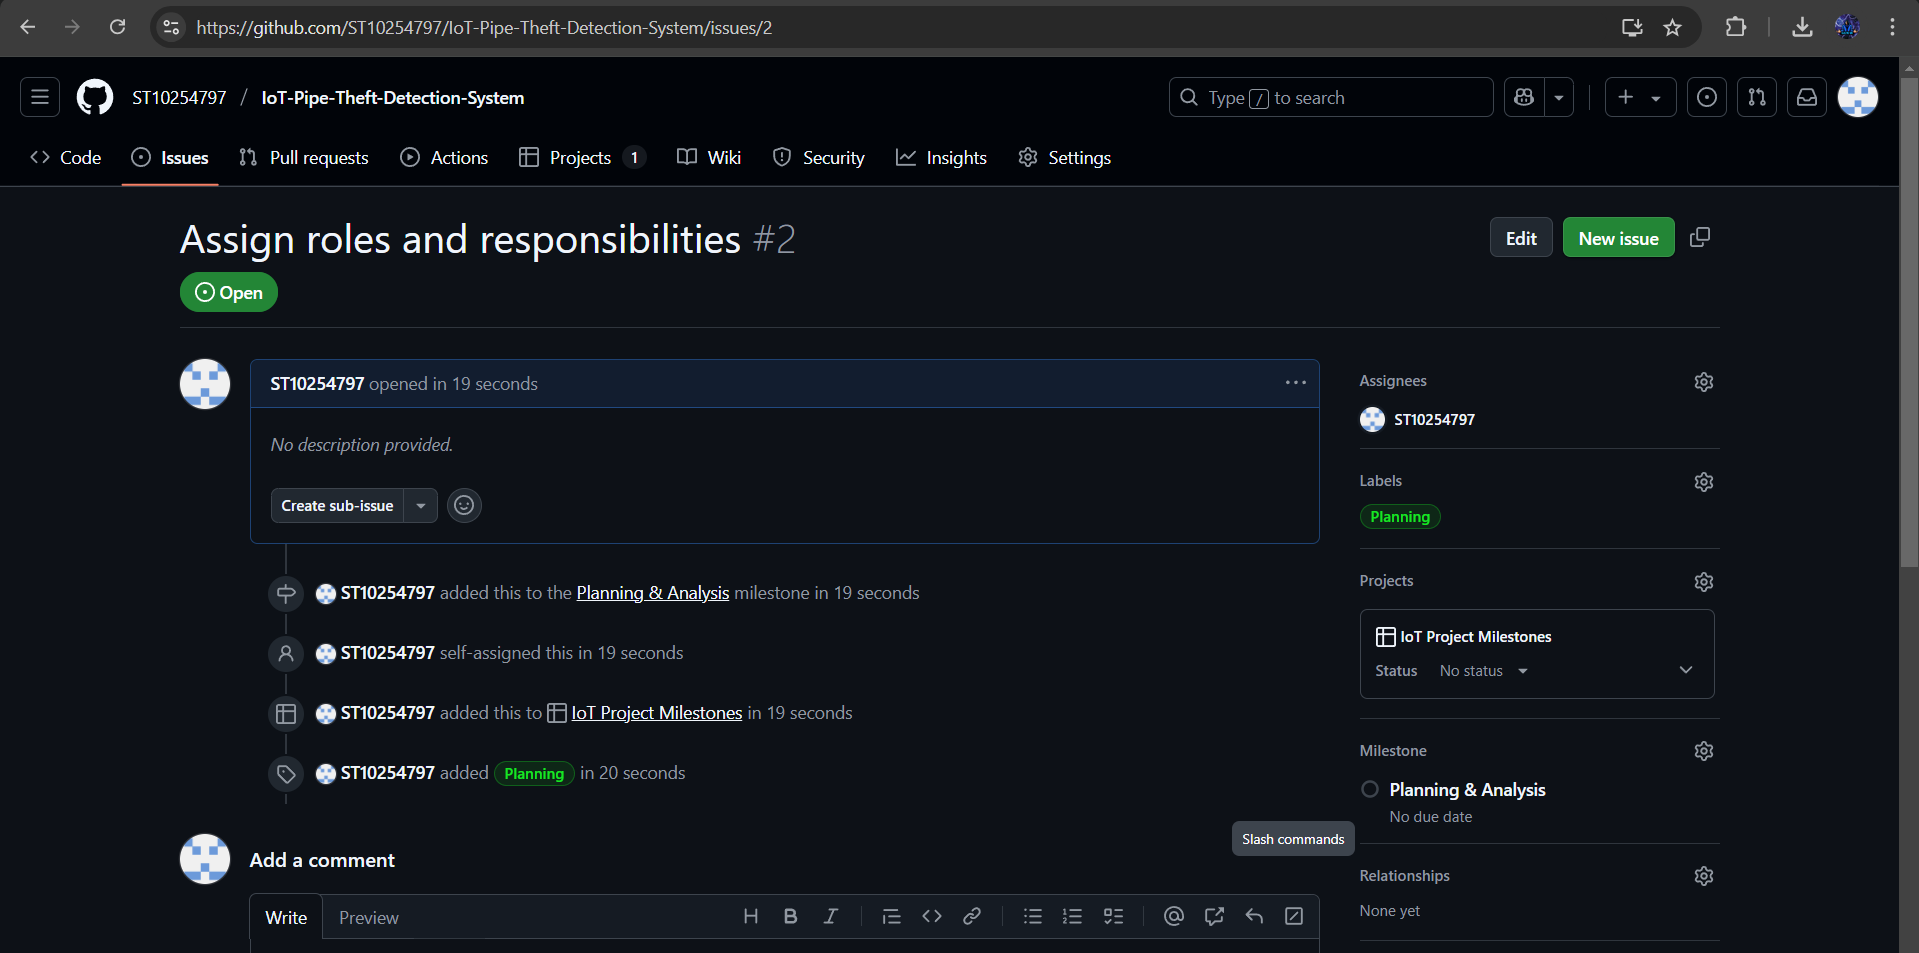 https://github.com/ST10254797/IoT-Pipe-Theft-Detection-System/issues/2
ST10254797 / IoT-Pipe-Theft-Detection-System
Type / to search
Code
Issues
Pull requests
Actions
Projects 1
Wiki
Security
Insights
Settings
Assign roles and responsibilities #2
Edit
New issue
Open
ST10254797 opened in 19 seconds
No description provided.
Create sub-issue
ST10254797 added this to the Planning & Analysis milestone in 19 seconds
ST10254797 self-assigned this in 19 seconds
ST10254797 added this to IoT Project Milestones in 19 seconds
ST10254797 added Planning in 20 seconds
Add a comment
Write
Preview
Slash commands
Assignees
ST10254797
Labels
Planning
Projects
IoT Project Milestones
Status No status
Milestone
Planning & Analysis
No due date
Relationships
None yet